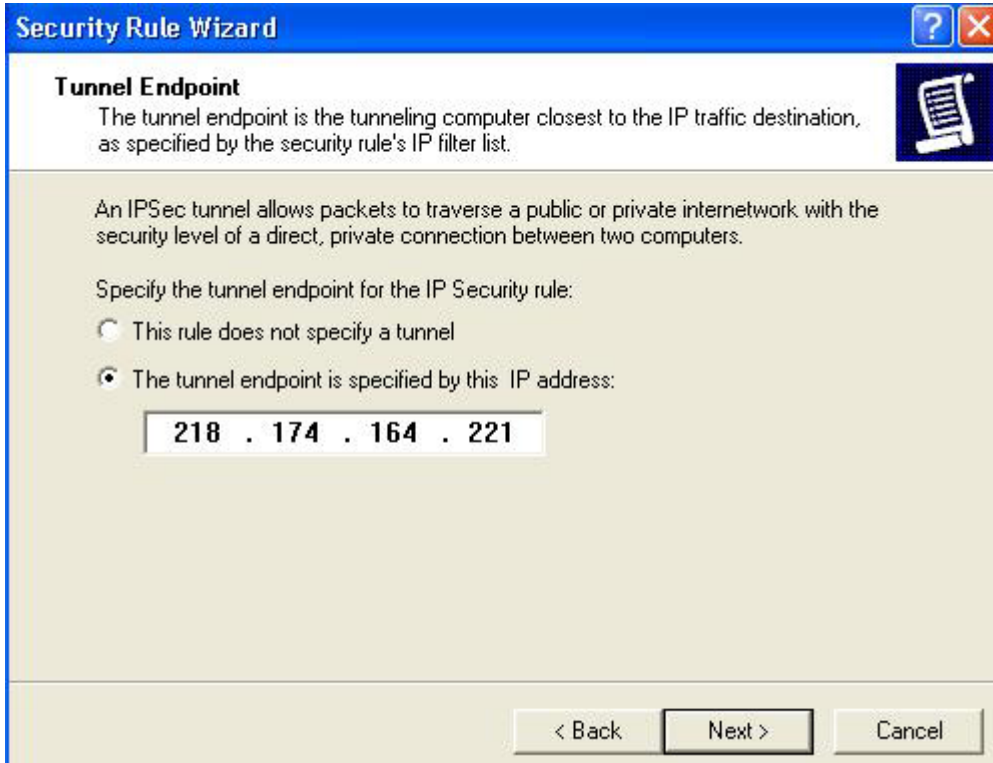 Security Rule Wizard
?
Tunnel Endpoint
The tunnel endpoint is the tunneling computer closest to the IP traffic destination,
as specified by the security rule's IP filter list.
An IPSec tunnel allows packets to traverse a public or private internetwork with the
security level of a direct, private connection between two computers.
Specify the tunnel endpoint for the IP Security rule:
This rule does not specify a tunnel
The tunnel endpoint is specified by this  IP address:
218 . 174 . 164 . 221
< Back Next > Cancel